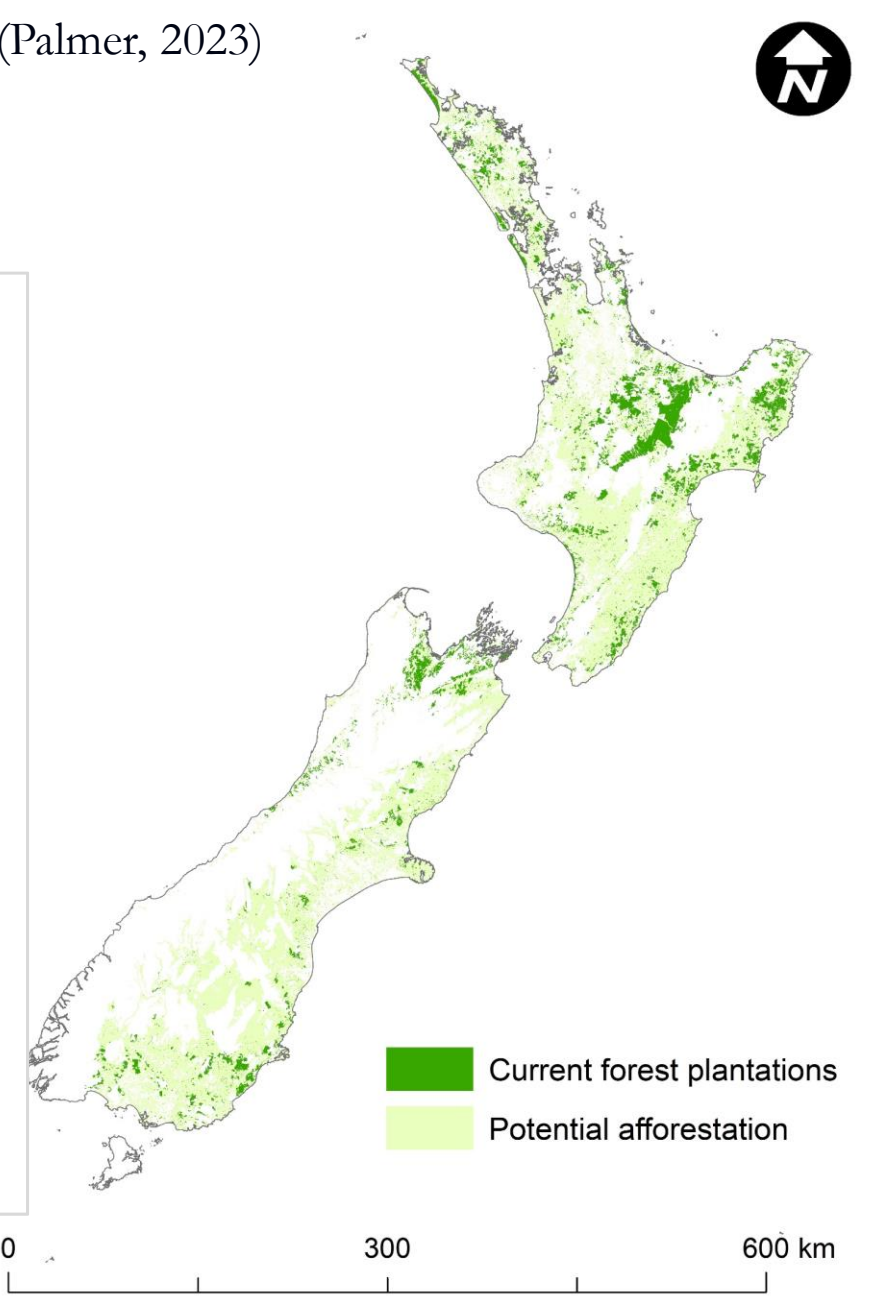 (Palmer, 2023)
N
Current forest plantations
Potential afforestation
0 300 600 km